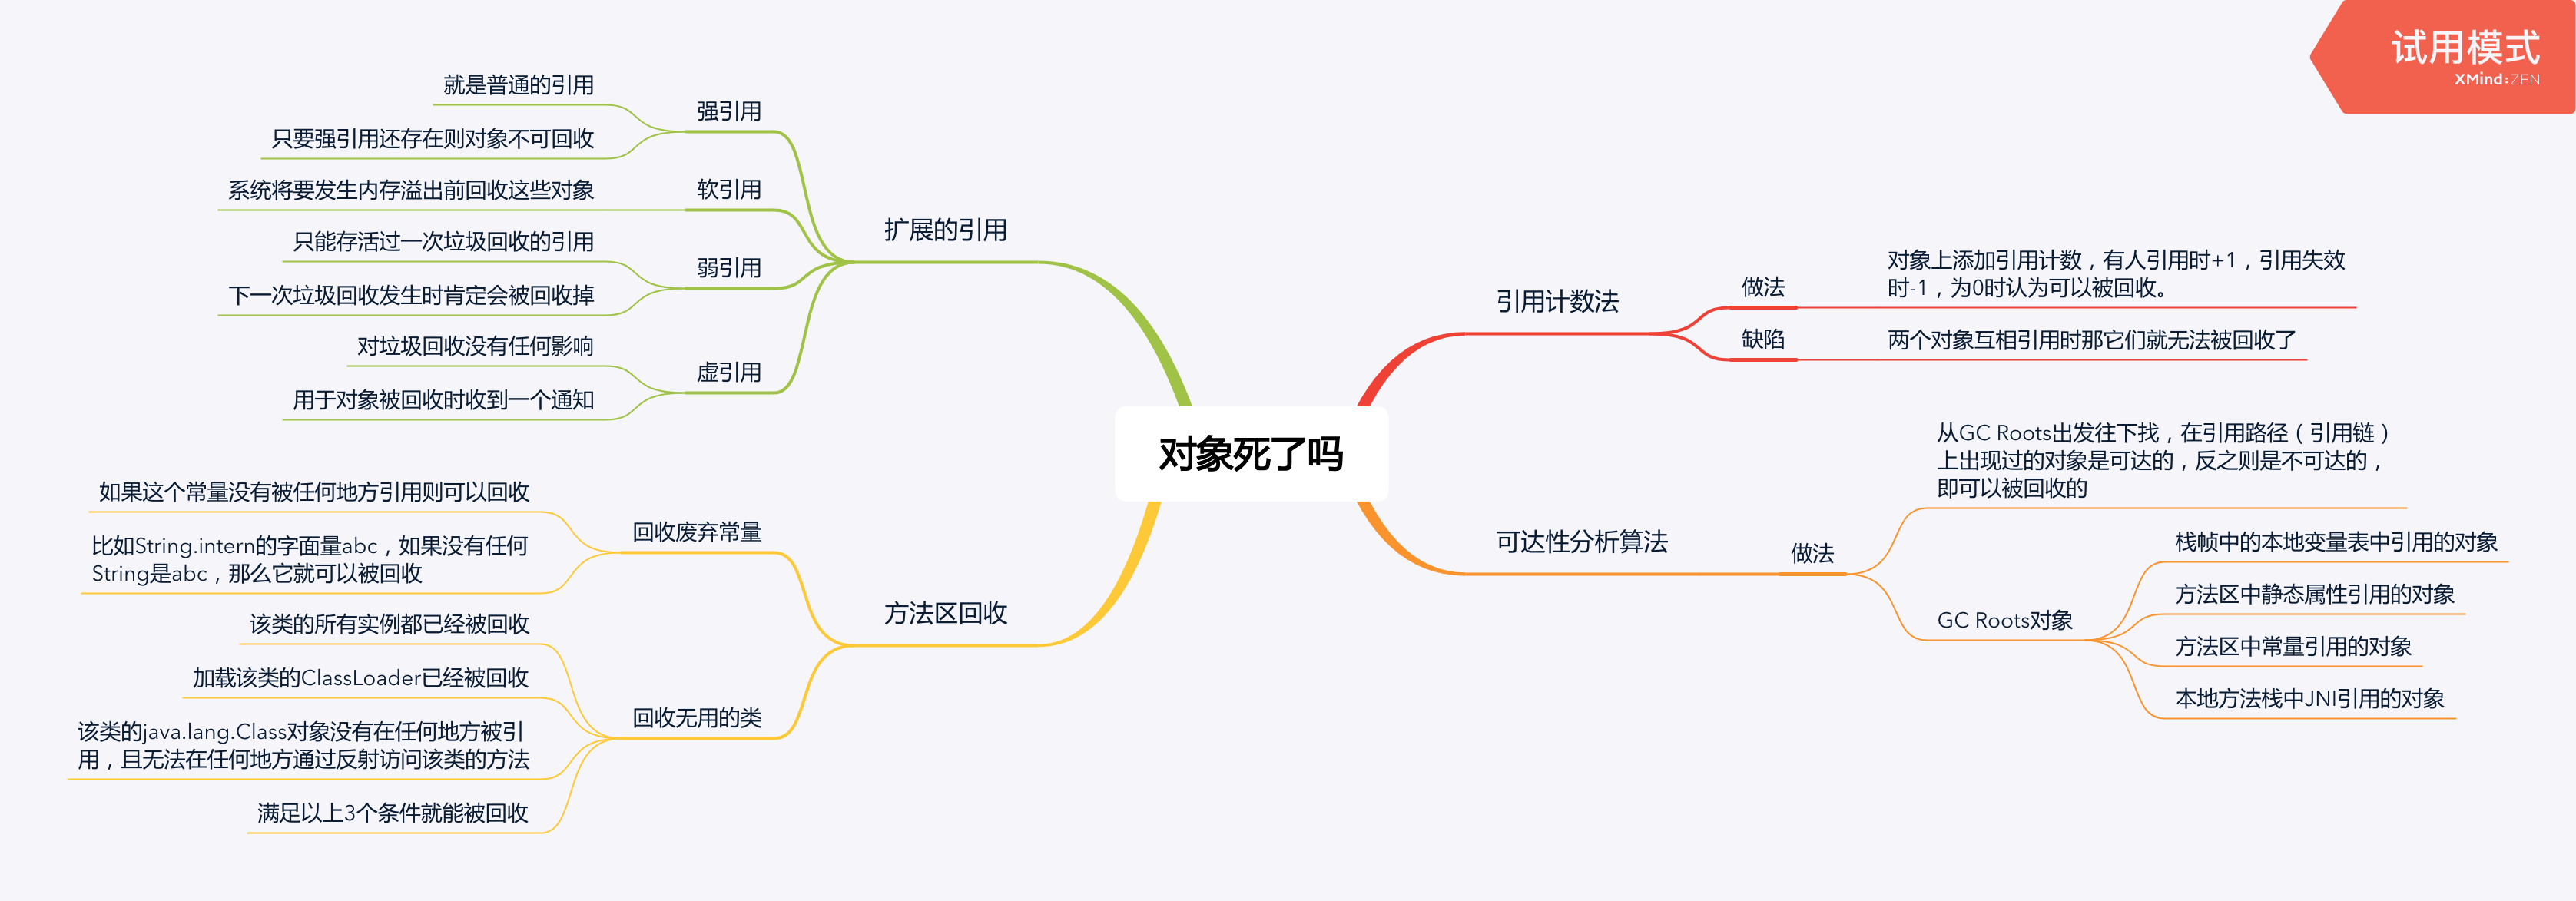 试用模式
XMind:ZEN
对象死了吗
引用计数法
做法
对象上添加引用计数，有人引用时+1，引用失效
时-1，为0时认为可以被回收。
缺陷
两个对象互相引用时那它们就无法被回收了
可达性分析算法
做法
从GC Roots出发往下找，在引用路径（引用链）
上出现过的对象是可达的，反之则是不可达的，
即可以被回收的
GC Roots对象
栈帧中的本地变量表中引用的对象
方法区中静态属性引用的对象
方法区中常量引用的对象
本地方法栈中JNI引用的对象
扩展的引用
强引用
就是普通的引用
只要强引用还存在则对象不可回收
软引用
系统将要发生内存溢出前回收这些对象
弱引用
只能存活过一次垃圾回收的引用
下一次垃圾回收发生时肯定会被回收掉
虚引用
对垃圾回收没有任何影响
用于对象被回收时收到一个通知
方法区回收
回收废弃常量
如果这个常量没有被任何地方引用则可以回收
比如String.intern的字面量abc，如果没有任何
String是abc，那么它就可以被回收
回收无用的类
该类的所有实例都已经被回收
加载该类的ClassLoader已经被回收
该类的java.lang.Class对象没有在任何地方被引
用，且无法在任何地方通过反射访问该类的方法
满足以上3个条件就能被回收